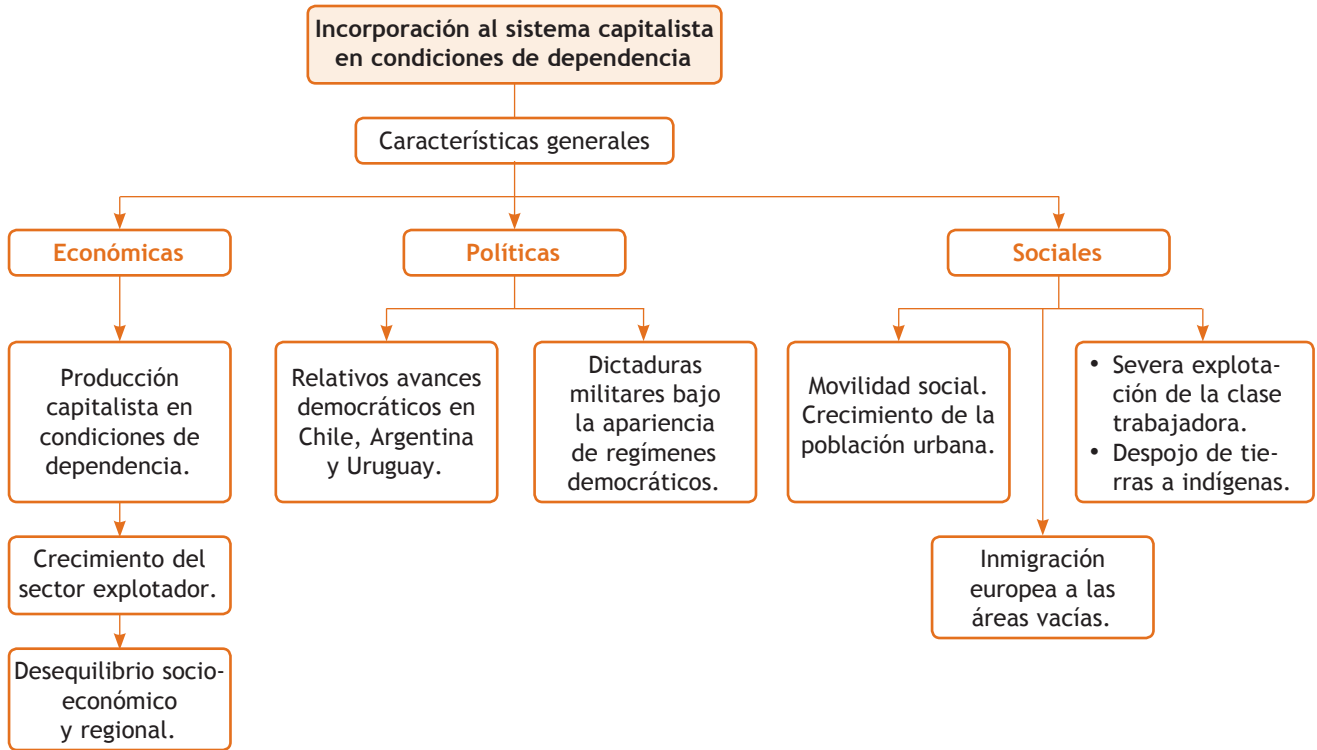 Incorporación al sistema capitalista
en condiciones de dependencia
Características generales
Económicas
Políticas
Sociales
Producción
capitalista en
condiciones de
dependencia.
Relativos avances
democráticos en
Chile, Argentina
y Uruguay.
Dictaduras
militares bajo
la apariencia
de regímenes
democráticos.
Movilidad social.
Crecimiento de la
población urbana.
• Severa explota-
ción de la clase
trabajadora.
• Despojo de tie-
rras a indígenas.
Crecimiento del
sector explotador.
Inmigración
europea a las
áreas vacías.
Desequilibrio socio-
económico
y regional.